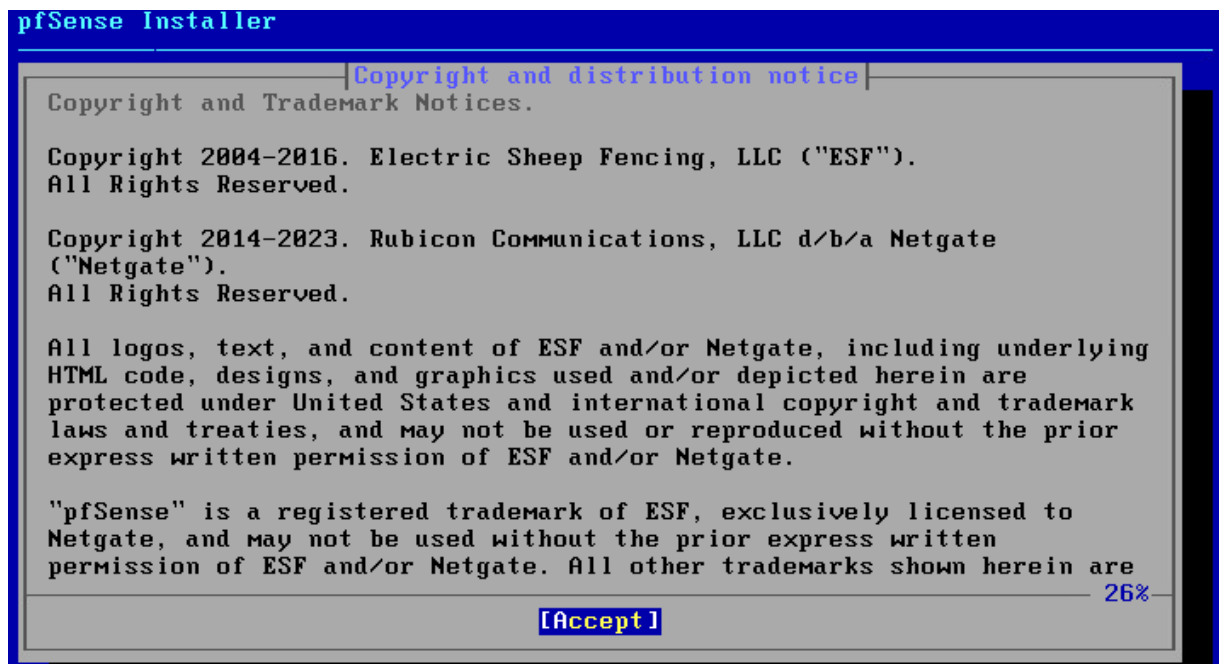 pfSense Installer
Copyright and distribution notice
Copyright and Trademark Notices.
Copyright 2004-2016. Electric Sheep Fencing, LLC ("ESF").
All Rights Reserved.
Copyright 2014-2023. Rubicon Communications, LLC d/b/a Netgate
("Netgate").
All Rights Reserved.
All logos, text, and content of ESF and/or Netgate, including underlying
HTML code, designs, and graphics used and/or depicted herein are
protected under United States and international copyright and trademark
laws and treaties, and may not be used or reproduced without the prior
express written permission of ESF and/or Netgate.
"pfSense" is a registered trademark of ESF, exclusively licensed to
Netgate, and may not be used without the prior express written
permission of ESF and/or Netgate. All other trademarks shown herein are
26%
[Accept]